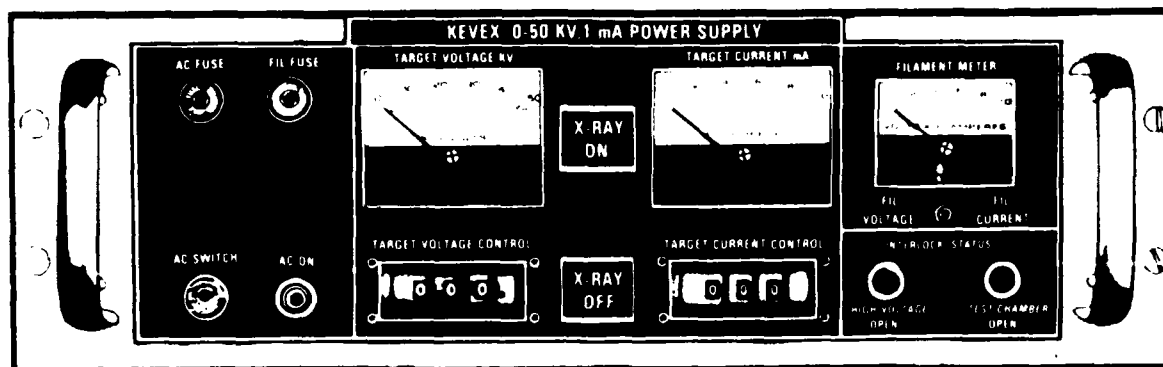 KEVEX 0-50 KV,1 mA POWER SUPPLY
AC FUSE
FIL FUSE
TARGET VOLTAGE KV
50
X-RAY
ON
TARGET CURRENT mA
FILAMENT METER
FIL
VOLTAGE
FIL
CURRENT
AC SWITCH
AC ON
TARGET VOLTAGE CONTROL
0 0 0
X-RAY
OFF
TARGET CURRENT CONTROL
0 0 0
INTERLOCK STATUS
HIGH VOLTAGE
OPEN
TEST CHAMBER
OPEN